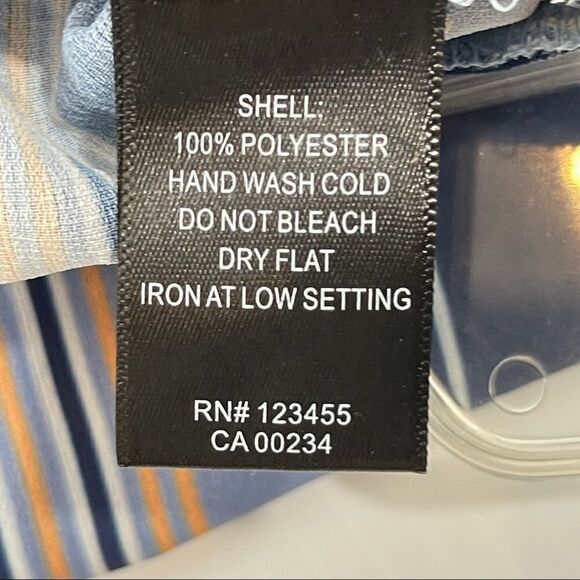 SHELL:
100% POLYESTER
HAND WASH COLD
DO NOT BLEACH
DRY FLAT
IRON AT LOW SETTING
RN# 123455
CA 00234